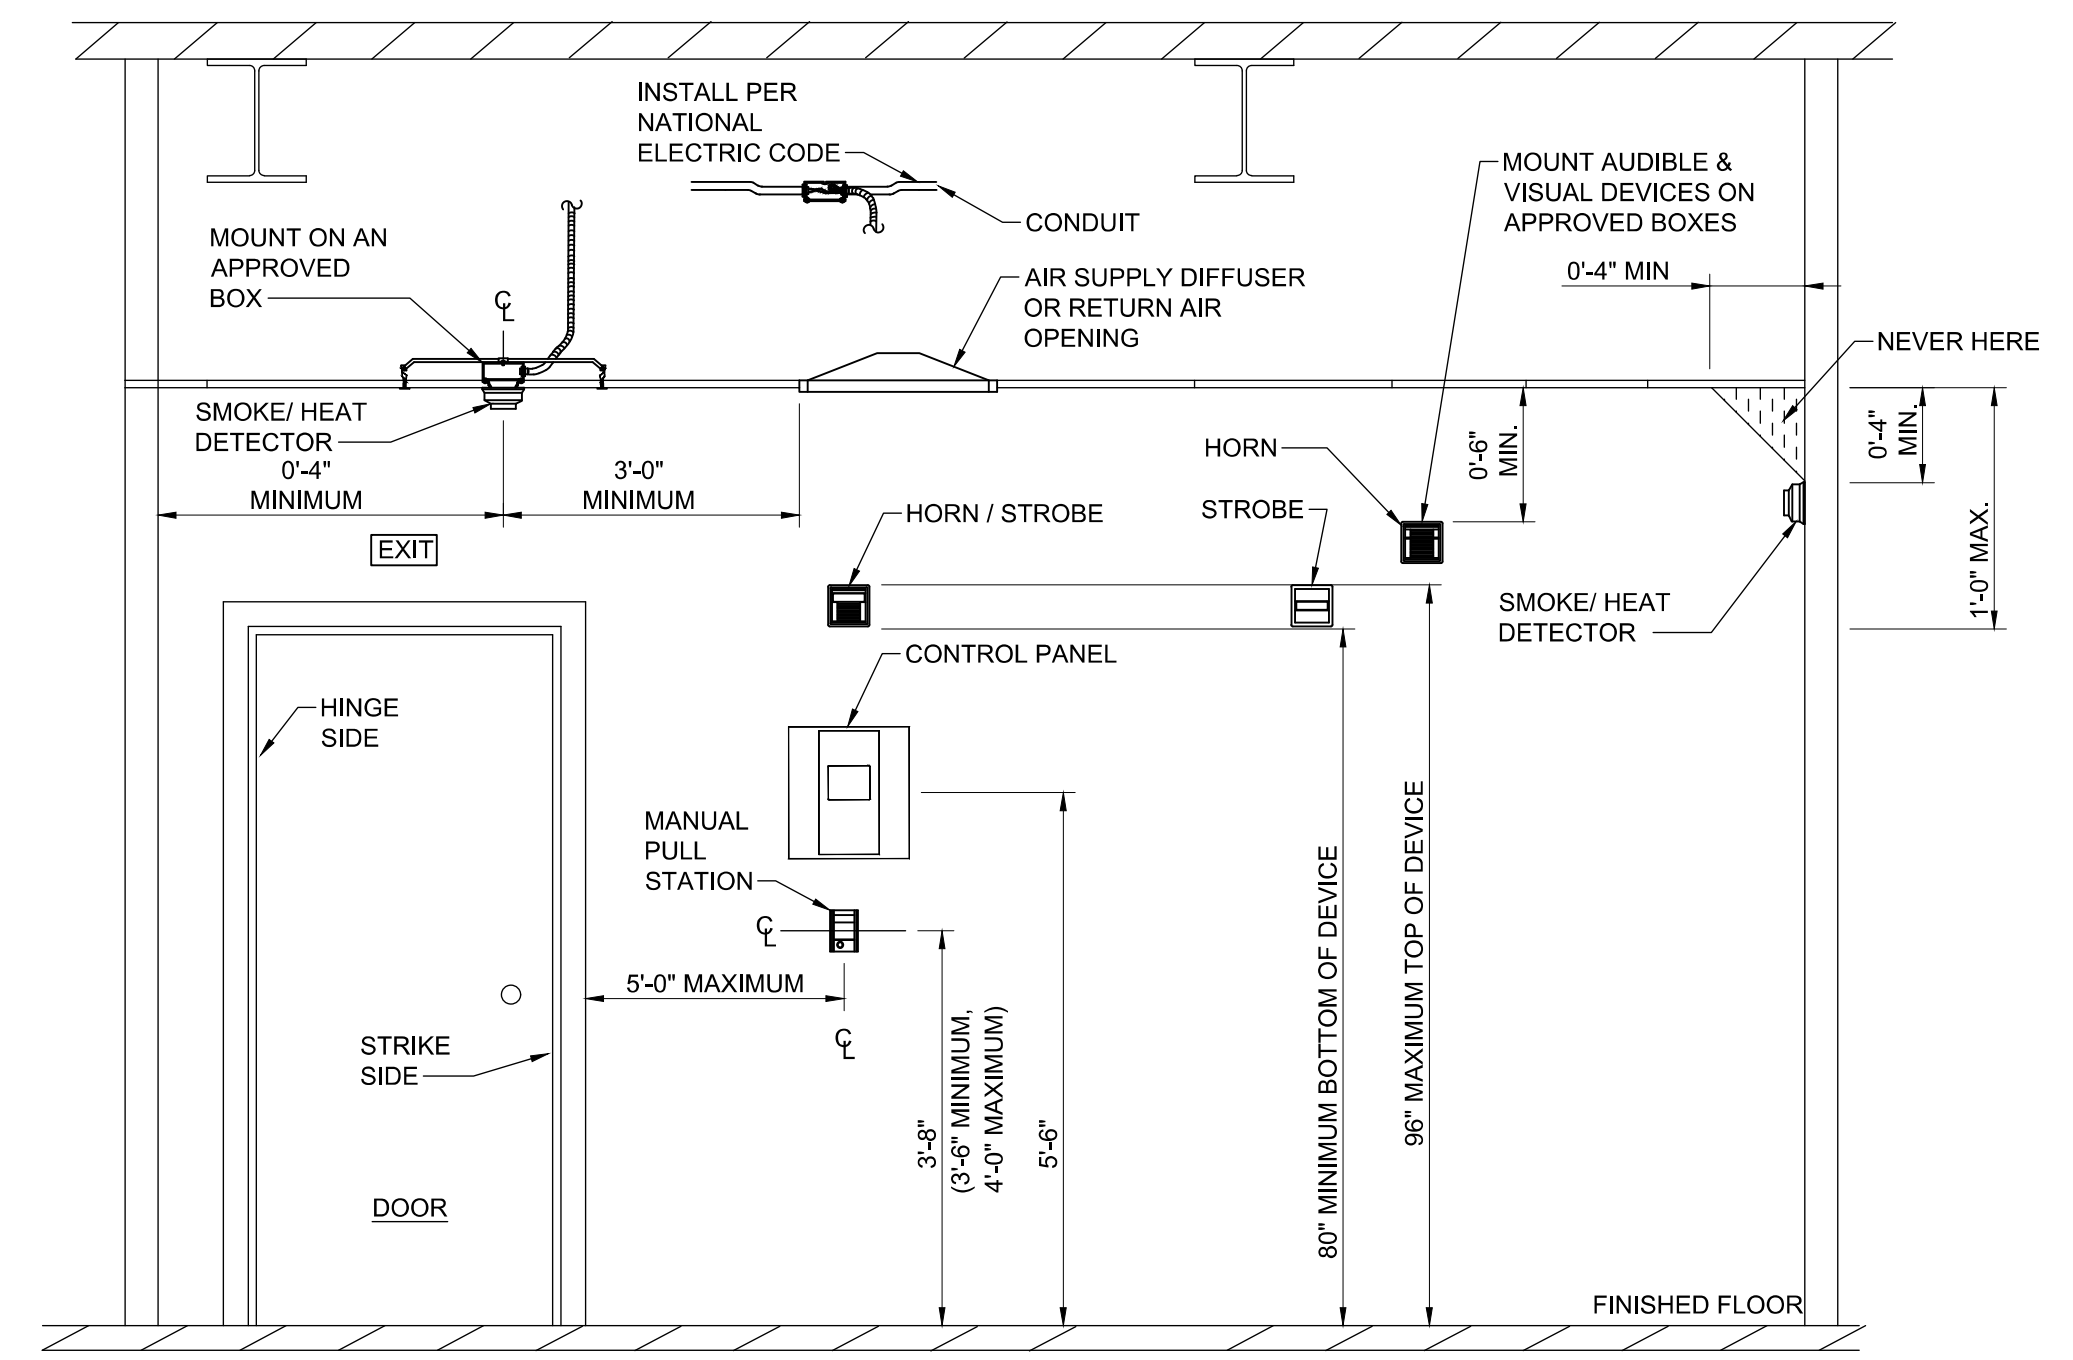 INSTALL PER
NATIONAL
ELECTRIC CODE
MOUNT AUDIBLE &
VISUAL DEVICES ON
APPROVED BOXES
CONDUIT
MOUNT ON AN
APPROVED
BOX
℄
AIR SUPPLY DIFFUSER
OR RETURN AIR
OPENING
0'-4" MIN
NEVER HERE
SMOKE/ HEAT
DETECTOR
0'-4"
MINIMUM
3'-0"
MINIMUM
HORN
0'-6"
MIN.
0'-4"
MIN.
1'-0" MAX.
HORN / STROBE
STROBE
EXIT
SMOKE/ HEAT
DETECTOR
CONTROL PANEL
HINGE
SIDE
MANUAL
PULL
STATION
℄
5'-0" MAXIMUM
℄
STRIKE
SIDE
3'-8"
(3'-6" MINIMUM,
4'-0" MAXIMUM)
5'-6"
80" MINIMUM BOTTOM OF DEVICE
96" MAXIMUM TOP OF DEVICE
DOOR
FINISHED FLOOR